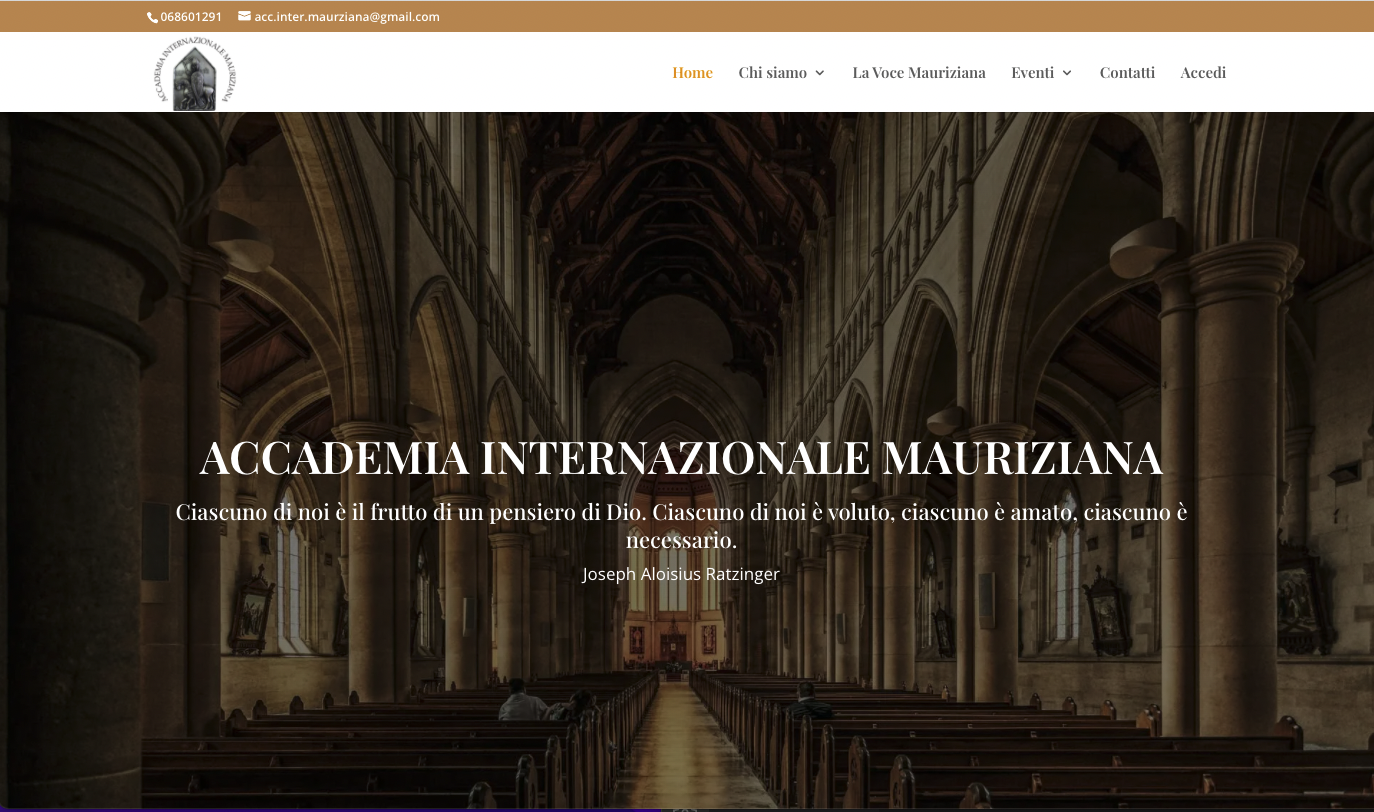 068601291 acc.inter.maurziana@gmail.com
ACCADEMIA INTERNAZIONALE MAURIZIANA
Home Chi siamo La Voce Mauriziana Eventi Contatti Accedi
ACCADEMIA INTERNAZIONALE MAURIZIANA
Ciascuno di noi è il frutto di un pensiero di Dio. Ciascuno di noi è voluto, ciascuno è amato, ciascuno è
necessario.
Joseph Aloisius Ratzinger